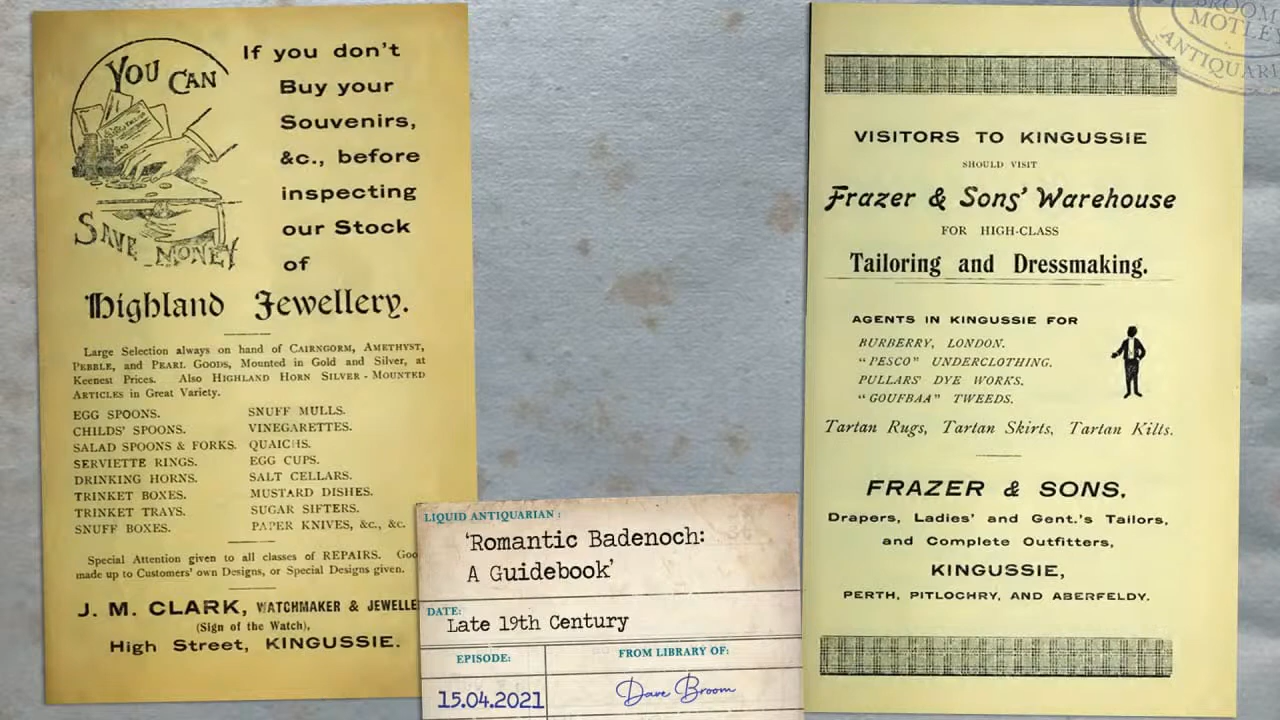 YOU CAN
SAVE MONEY
If you don't
Buy your
Souvenirs,
&c., before
inspecting
our Stock
of
Highland Jewellery.
Large Selection always on hand of CAIRNGORM, AMETHYST,
PEBBLE, and PEARL GOODS, Mounted in Gold and Silver, at
Keenest Prices. Also HIGHLAND HORN SILVER-MOUNTED
ARTICLES in Great Variety.
EGG SPOONS.
CHILDS' SPOONS.
SALAD SPOONS & FORKS.
SERVIETTE RINGS.
DRINKING HORNS.
TRINKET BOXES.
TRINKET TRAYS.
SNUFF BOXES.
SNUFF MULLS.
VINEGARETTES.
QUAICHS.
EGG CUPS.
SALT CELLARS.
MUSTARD DISHES.
SUGAR SIFTERS.
PAPER KNIVES, &c., &c.
Special Attention given to all classes of REPAIRS.
made up to Customers' own Designs, or Special Designs given.
J. M. CLARK, WATCHMAKER & JEWELLE
(Sign of the Watch),
High Street, KINGUSSIE.
LIQUID ANTIQUARIAN :
'Romantic Badenoch:
A Guidebook'
DATE:
Late 19th Century
EPISODE:
15.04.2021
FROM LIBRARY OF:
Dave Broom
BROOM
MOTLEY
ANTIQUARI
VISITORS TO KINGUSSIE
SHOULD VISIT
Frazer & Sons' Warehouse
FOR HIGH-CLASS
Tailoring and Dressmaking.
AGENTS IN KINGUSSIE FOR
BURBERRY, LONDON.
"PESCO" UNDERCLOTHING.
PULLARS' DYE WORKS.
"GOUFBAA" TWEEDS.
Tartan Rugs, Tartan Skirts, Tartan Kilts.
FRAZER & SONS,
Drapers, Ladies' and Gent.'s Tailors,
and Complete Outfitters,
KINGUSSIE,
PERTH, PITLOCHRY, AND ABERFELDY.